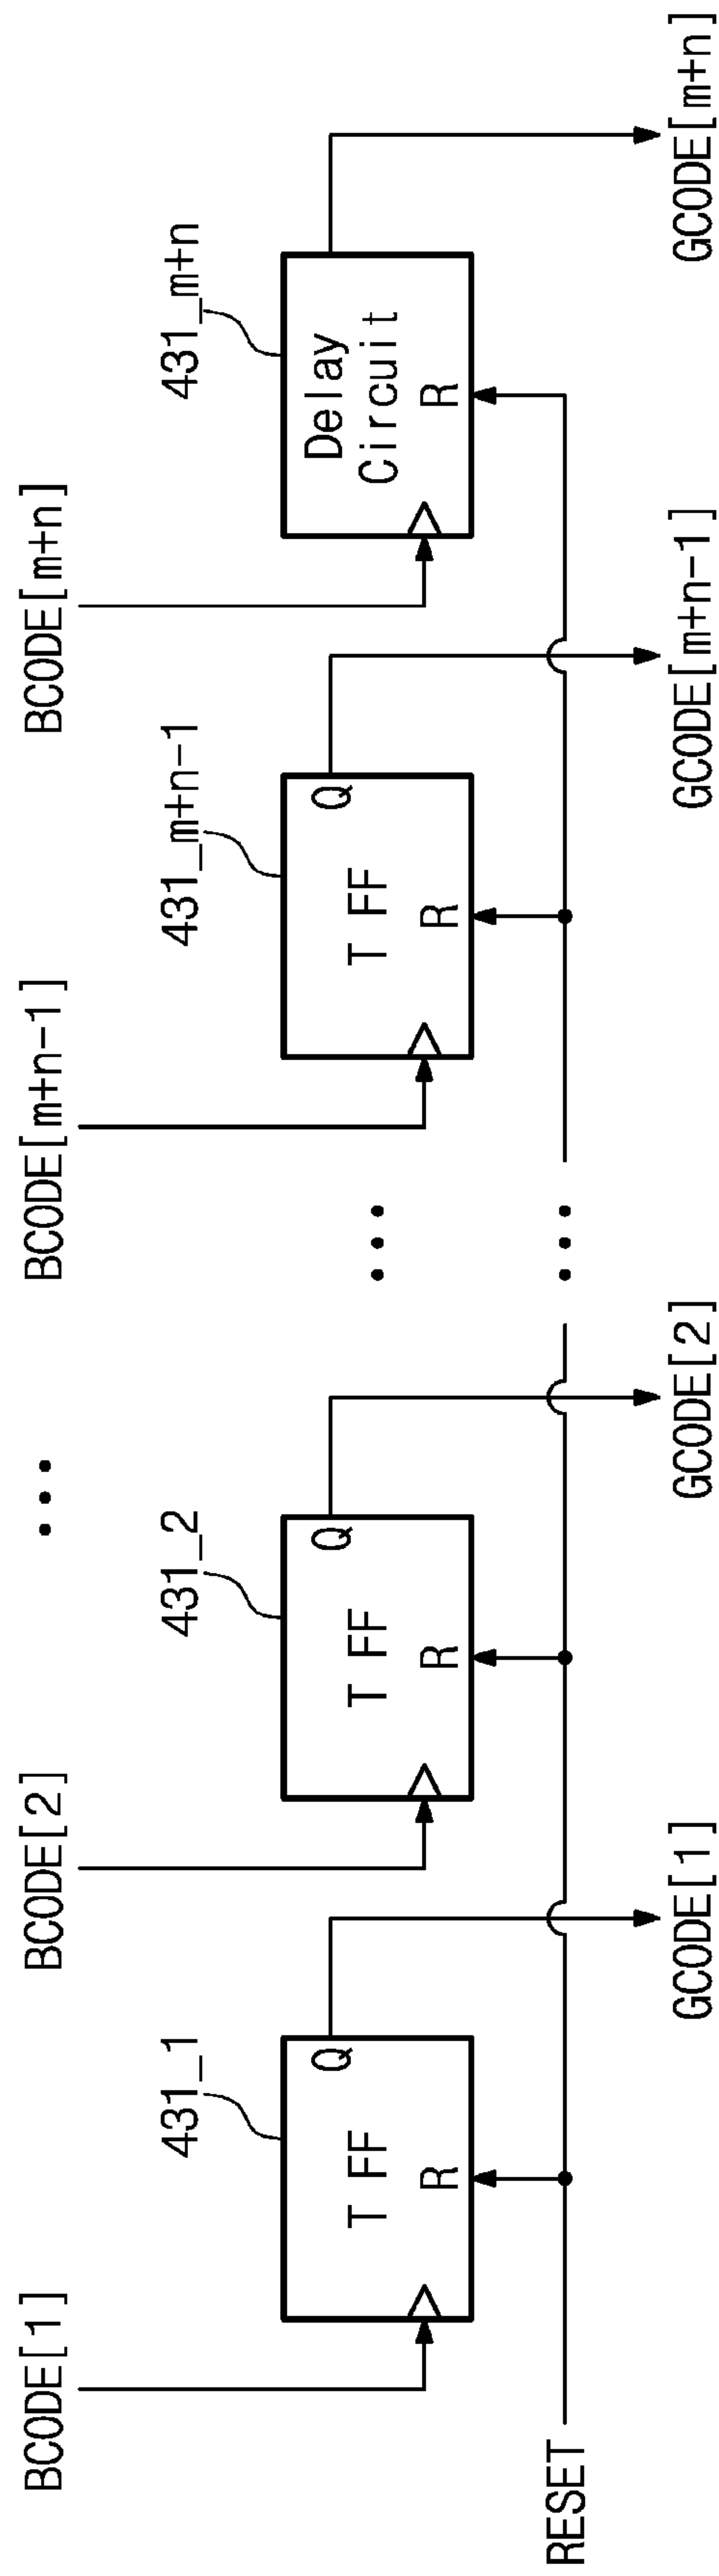 BCODE[1]
BCODE[2]
...
BCODE[m+n-1]
BCODE[m+n]
431_1
431_2
431_m+n-1
431_m+n
T FF
Q
R
T FF
Q
R
...
T FF
Q
R
Delay
Circuit
R
RESET
...
GCODE[1]
GCODE[2]
GCODE[m+n-1]
GCODE[m+n]